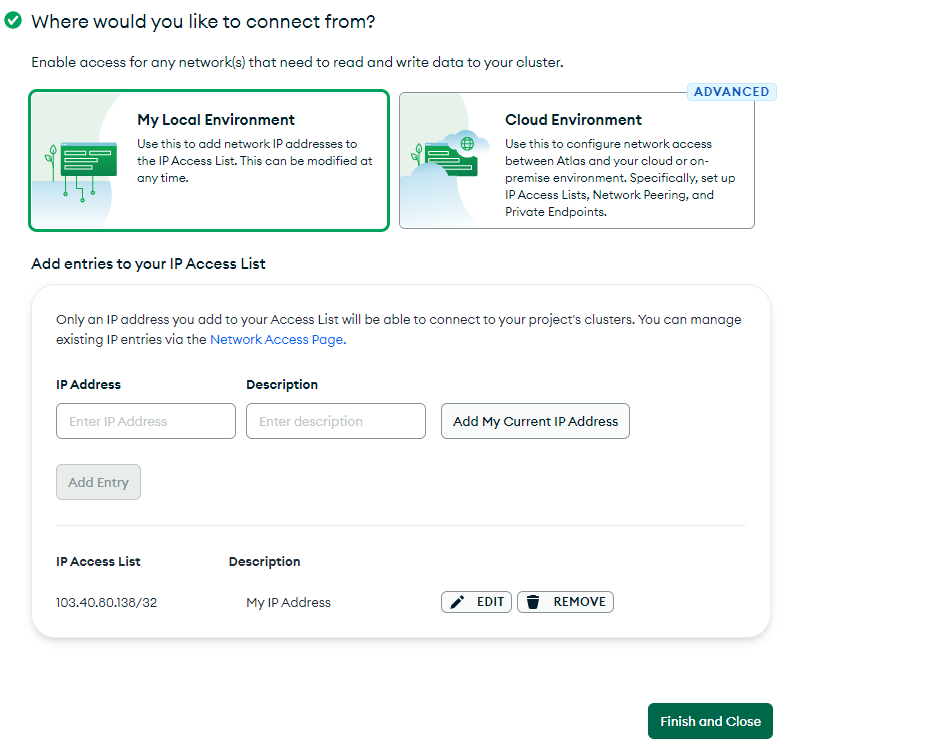 Where would you like to connect from?
Enable access for any network(s) that need to read and write data to your cluster.
My Local Environment
Use this to add network IP addresses to
the IP Access List. This can be modified at
any time.
ADVANCED
Cloud Environment
Use this to configure network access
between Atlas and your cloud or on-
premise environment. Specifically, set up
IP Access Lists, Network Peering, and
Private Endpoints.
Add entries to your IP Access List
Only an IP address you add to your Access List will be able to connect to your project's clusters. You can manage
existing IP entries via the Network Access Page.
IP Address Description
Enter IP Address Enter description Add My Current IP Address
Add Entry
IP Access List Description
103.40.80.138/32 My IP Address EDIT REMOVE
Finish and Close